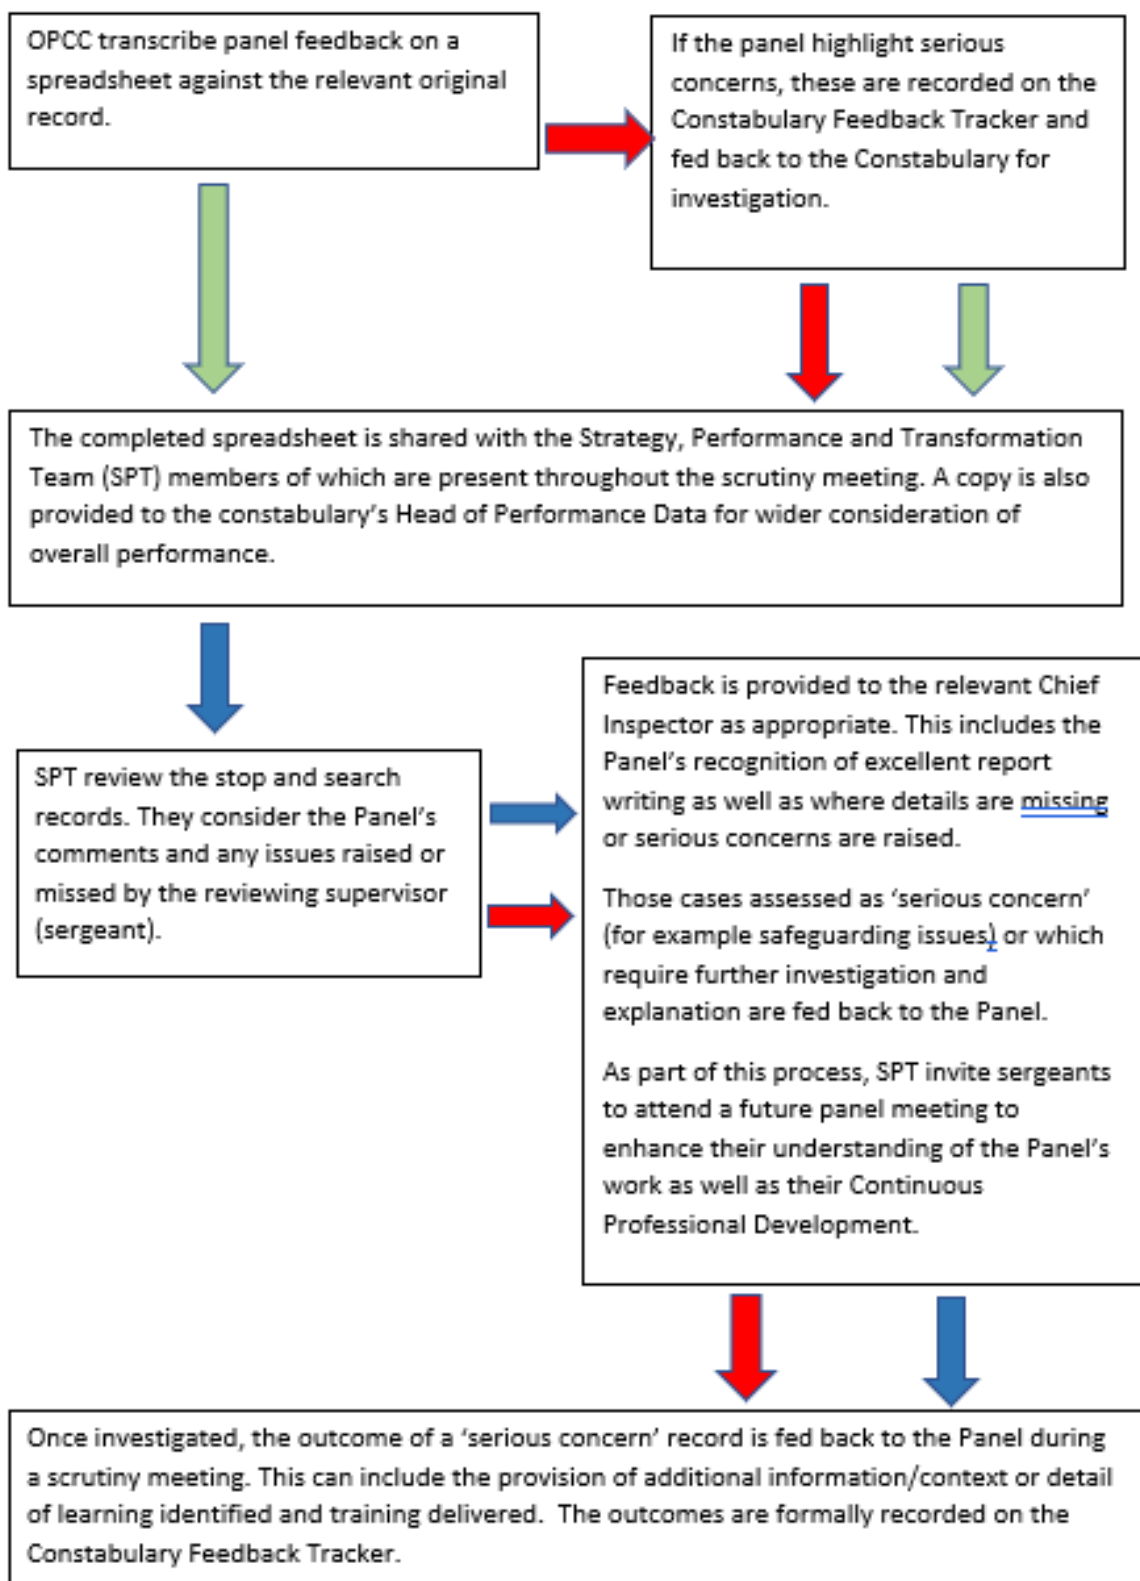 OPCC transcribe panel feedback on a
spreadsheet against the relevant original
record.
If the panel highlight serious
concerns, these are recorded on the
Constabulary Feedback Tracker and
fed back to the Constabulary for
investigation.
The completed spreadsheet is shared with the Strategy, Performance and Transformation
Team (SPT) members of which are present throughout the scrutiny meeting. A copy is also
provided to the constabulary's Head of Performance Data for wider consideration of
overall performance.
SPT review the stop and search
records. They consider the Panel's
comments and any issues raised or
missed by the reviewing supervisor
(sergeant).
Feedback is provided to the relevant Chief
Inspector as appropriate. This includes the
Panel's recognition of excellent report
writing as well as where details are missing
or serious concerns are raised.
Those cases assessed as 'serious concern'
(for example safeguarding issues) or which
require further investigation and
explanation are fed back to the Panel.
As part of this process, SPT invite sergeants
to attend a future panel meeting to
enhance their understanding of the Panel's
work as well as their Continuous
Professional Development.
Once investigated, the outcome of a 'serious concern' record is fed back to the Panel during
a scrutiny meeting. This can include the provision of additional information/context or detail
of learning identified and training delivered.  The outcomes are formally recorded on the
Constabulary Feedback Tracker.